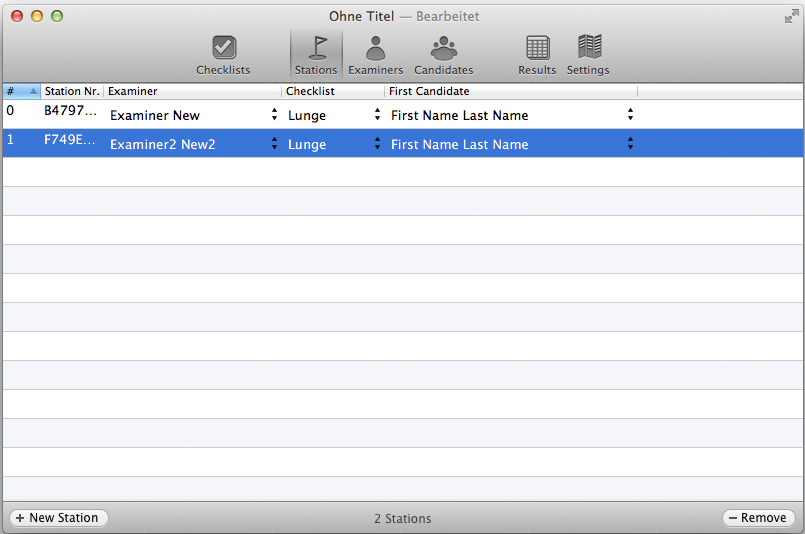 Ohne Titel — Bearbeitet
Checklists Stations Examiners Candidates Results Settings
# Station Nr. Examiner Checklist First Candidate
0 B4797... Examiner New Lunge First Name Last Name
1 F749E... Examiner2 New2 Lunge First Name Last Name
+ New Station 2 Stations − Remove